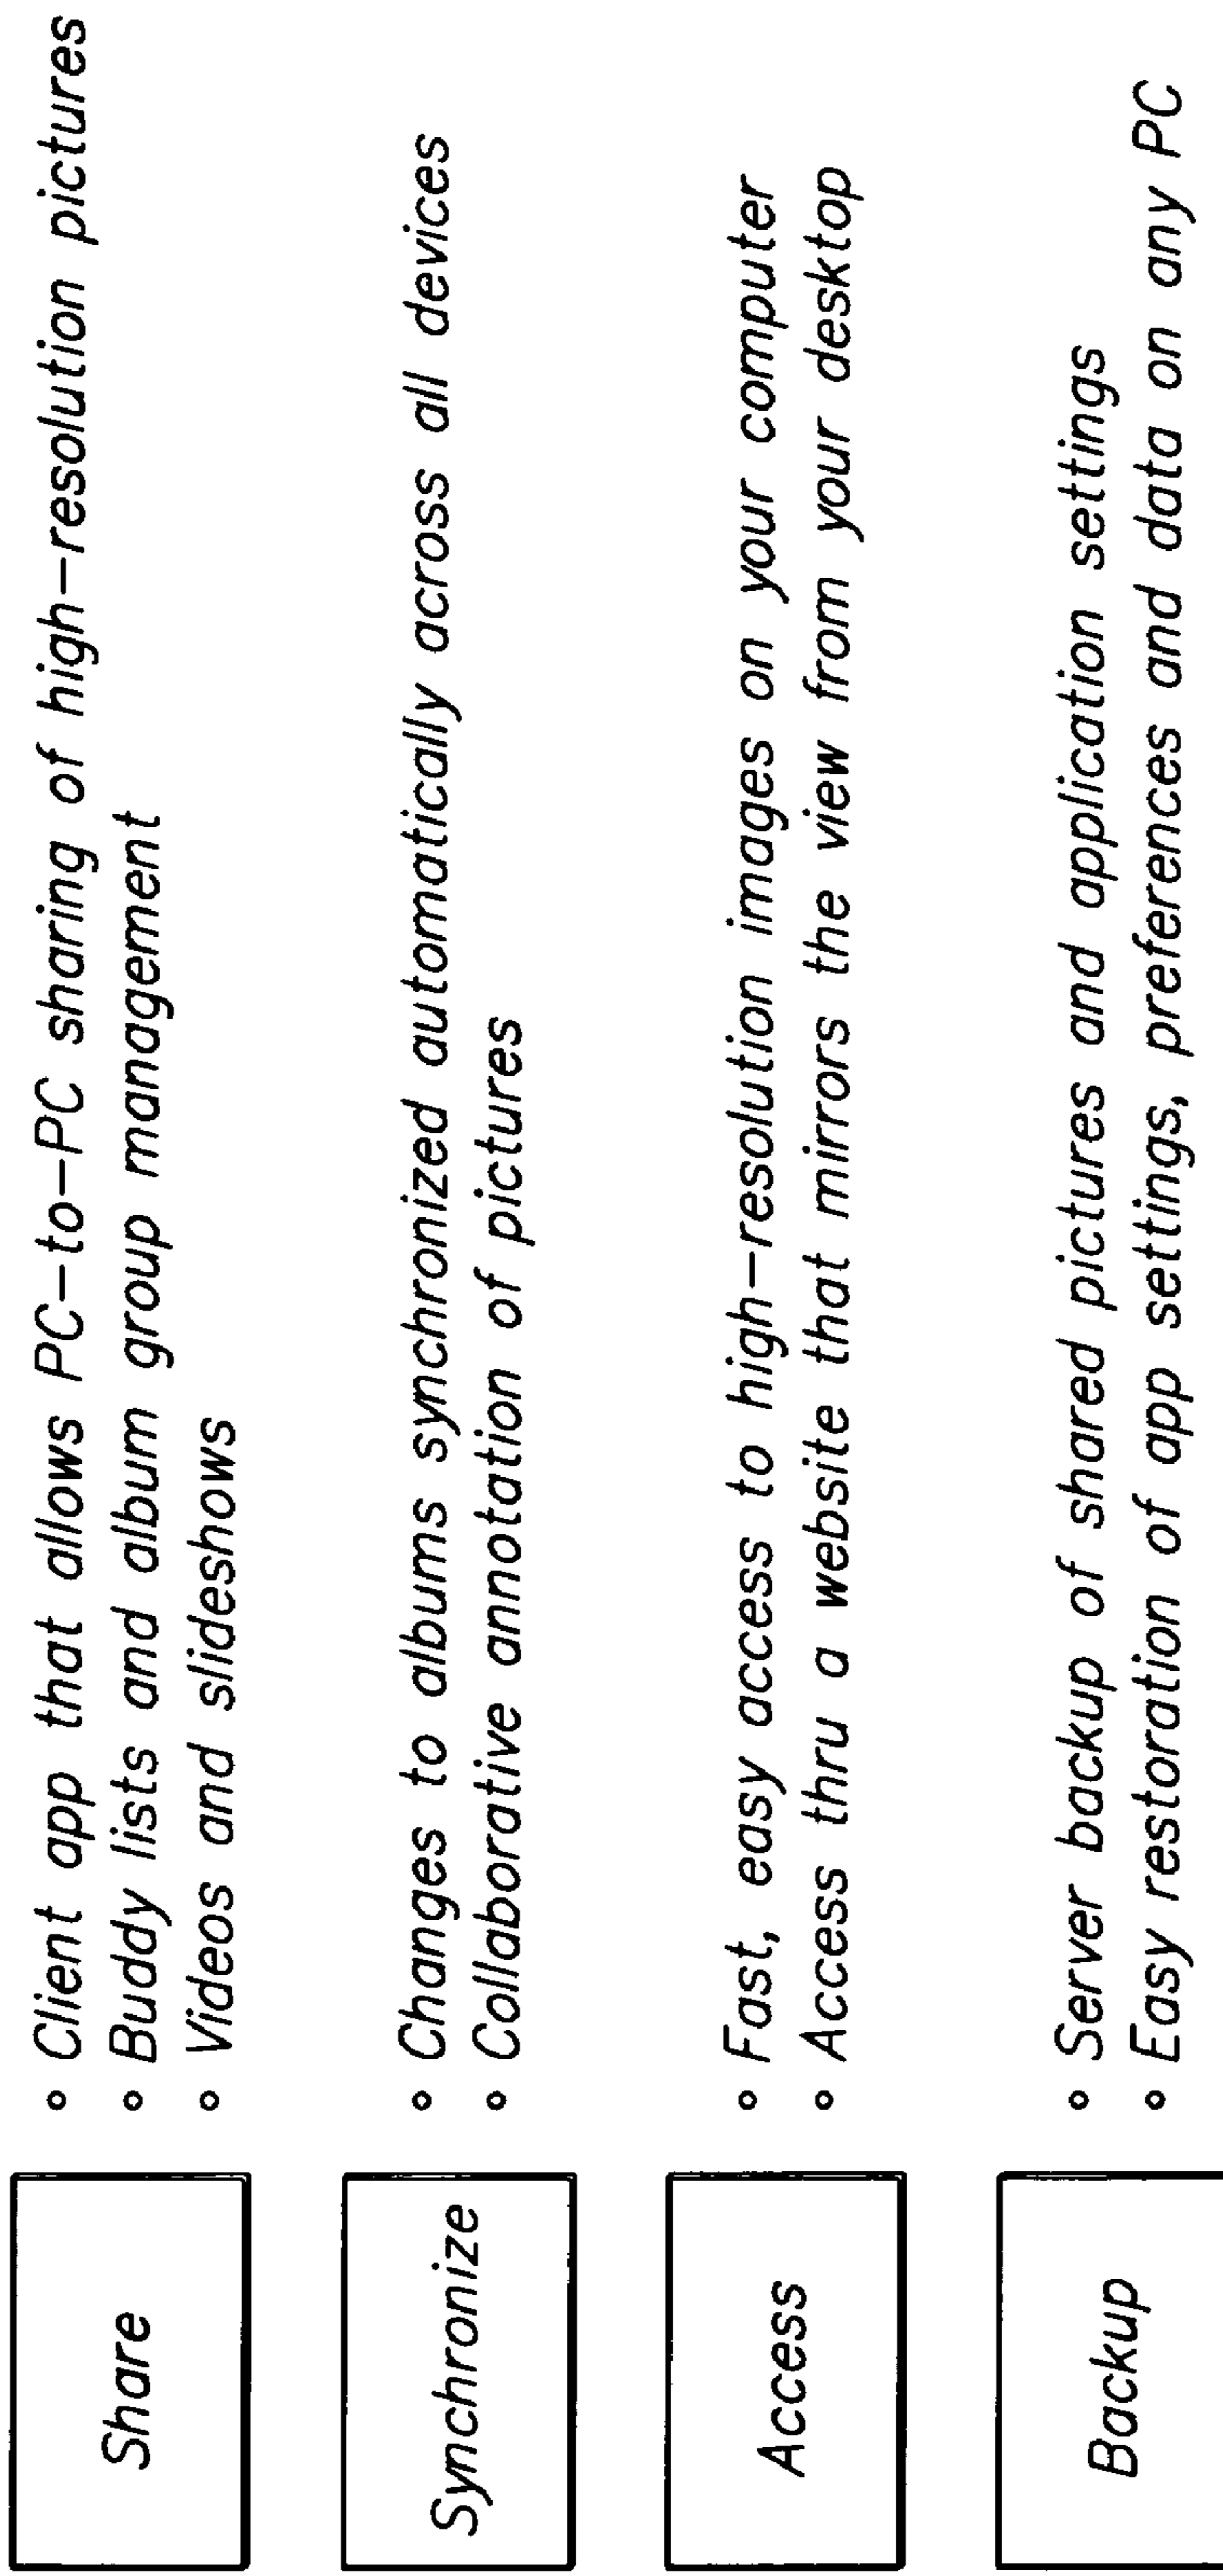 Share
◦ Client app that allows PC-to-PC sharing of high-resolution pictures
◦ Buddy lists and album group management
◦ Videos and slideshows
Synchronize
◦ Changes to albums synchronized automatically across all devices
◦ Collaborative annotation of pictures
Access
◦ Fast, easy access to high-resolution images on your computer
◦ Access thru a website that mirrors the view from your desktop
Backup
◦ Server backup of shared pictures and application settings
◦ Easy restoration of app settings, preferences and data on any PC